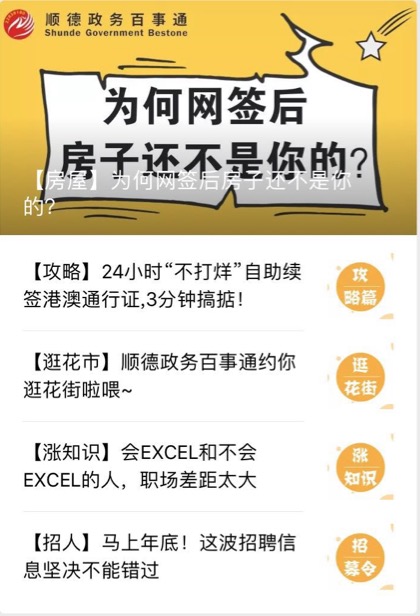 顺德政务百事通
Shunde Government Bestone
为何网签后
房子还不是你的?
【房屋】为何网签后房子还不是你
的?
【攻略】24小时“不打烊”自助续
签港澳通行证,3分钟搞掂!
攻
略篇
【逛花市】顺德政务百事通约你
逛花街啦喂~
逛
花街
【涨知识】会EXCEL和不会
EXCEL的人，职场差距太大
涨
知识
【招人】马上年底！这波招聘信
息坚决不能错过
招
募令